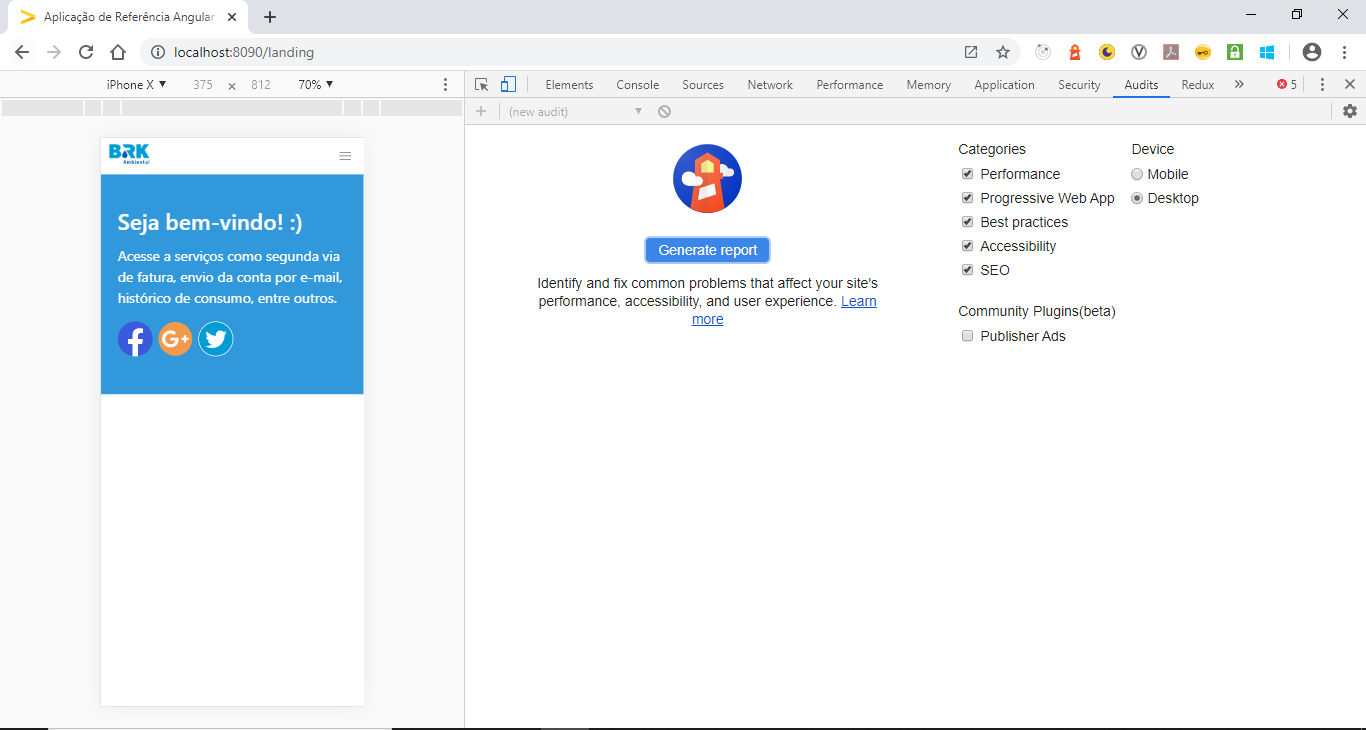 Aplicação de Referência Angular
localhost:8090/landing
iPhone X 375 × 812 70%
Elements Console Sources Network Performance Memory Application Security Audits Redux 5
(new audit)
BRK
Ambiental
Seja bem-vindo! :)
Acesse a serviços como segunda via
de fatura, envio da conta por e-mail,
histórico de consumo, entre outros.
G+
Generate report
Identify and fix common problems that affect your site's
performance, accessibility, and user experience. Learn
more
Categories
Performance
Progressive Web App
Best practices
Accessibility
SEO
Device
Mobile
Desktop
Community Plugins(beta)
Publisher Ads